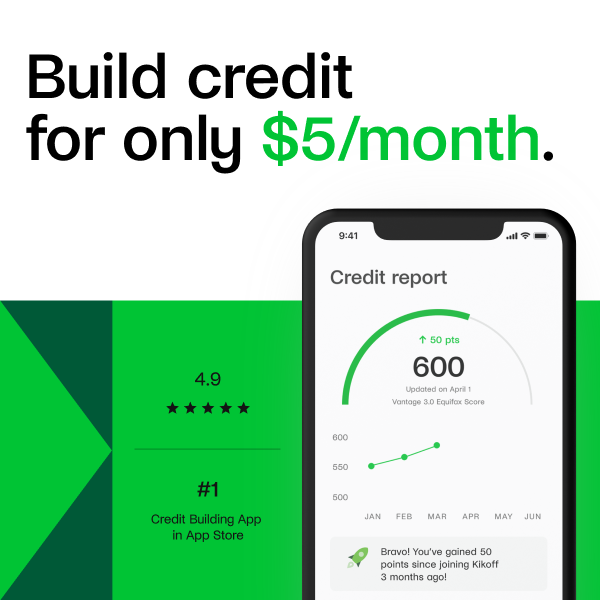 Build credit
for only $5/month.
9:41
Credit report
↑ 50 pts
600
Updated on April 1
Vantage 3.0 Equifax Score
600
550
500
JAN FEB MAR APR MAY JUN
Bravo! You've gained 50
points since joining Kikoff
3 months ago!
4.9
★★★★★
#1
Credit Building App
in App Store